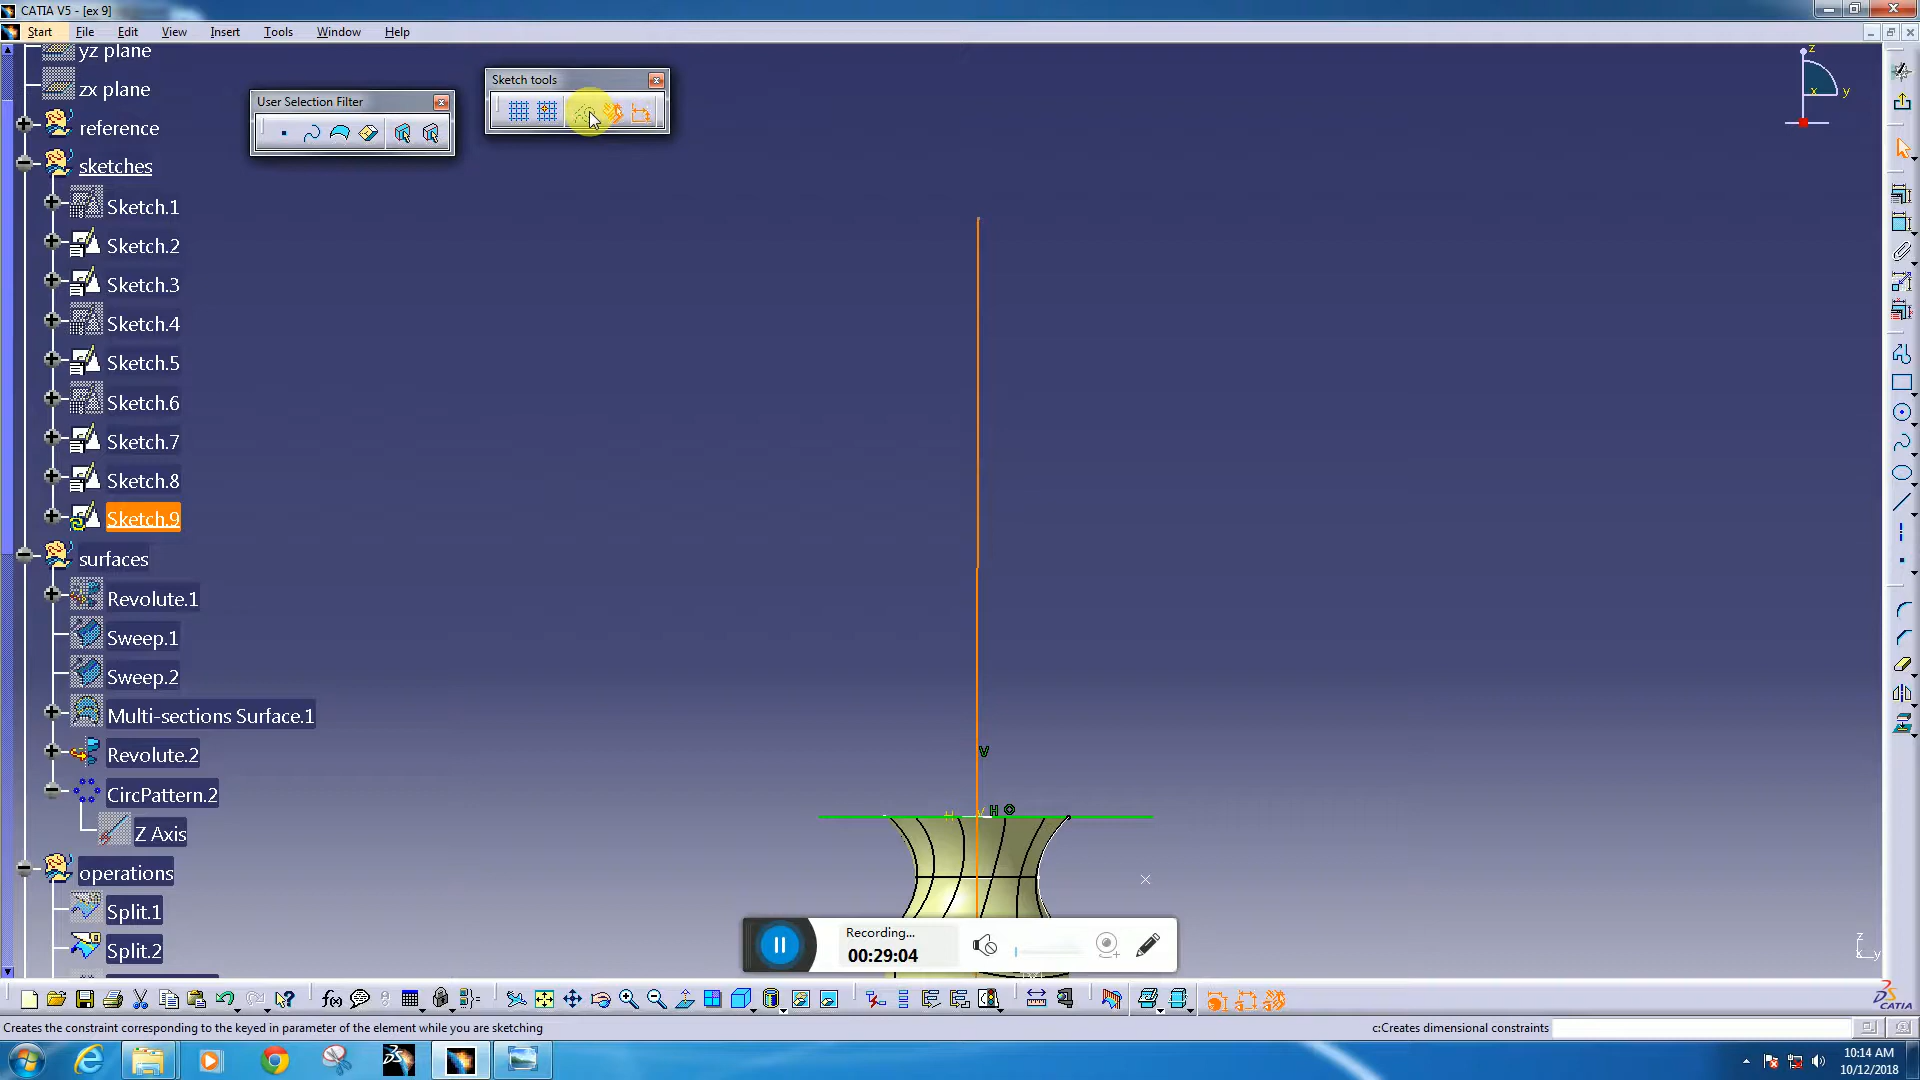 CATIA V5 - [ex 9]
Start File Edit View Insert Tools Window Help
yz plane
zx plane
reference
sketches
Sketch.1
Sketch.2
Sketch.3
Sketch.4
Sketch.5
Sketch.6
Sketch.7
Sketch.8
Sketch.9
surfaces
Revolute.1
Sweep.1
Sweep.2
Multi-sections Surface.1
Revolute.2
CircPattern.2
Z Axis
operations
Split.1
Split.2
User Selection Filter
Sketch tools
z
x
y
V
H
V
H
Recording...
00:29:04
z
y
f(x)
CATIA
Creates the constraint corresponding to the keyed in parameter of the element while you are sketching
c:Creates dimensional constraints
10:14 AM
10/12/2018